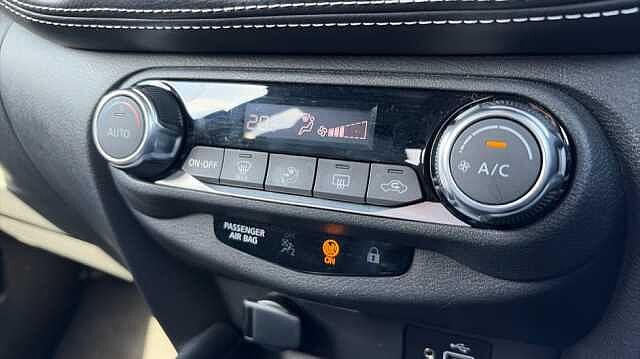 AUTO
A/C
ON•OFF
PASSENGER
AIR BAG
ON